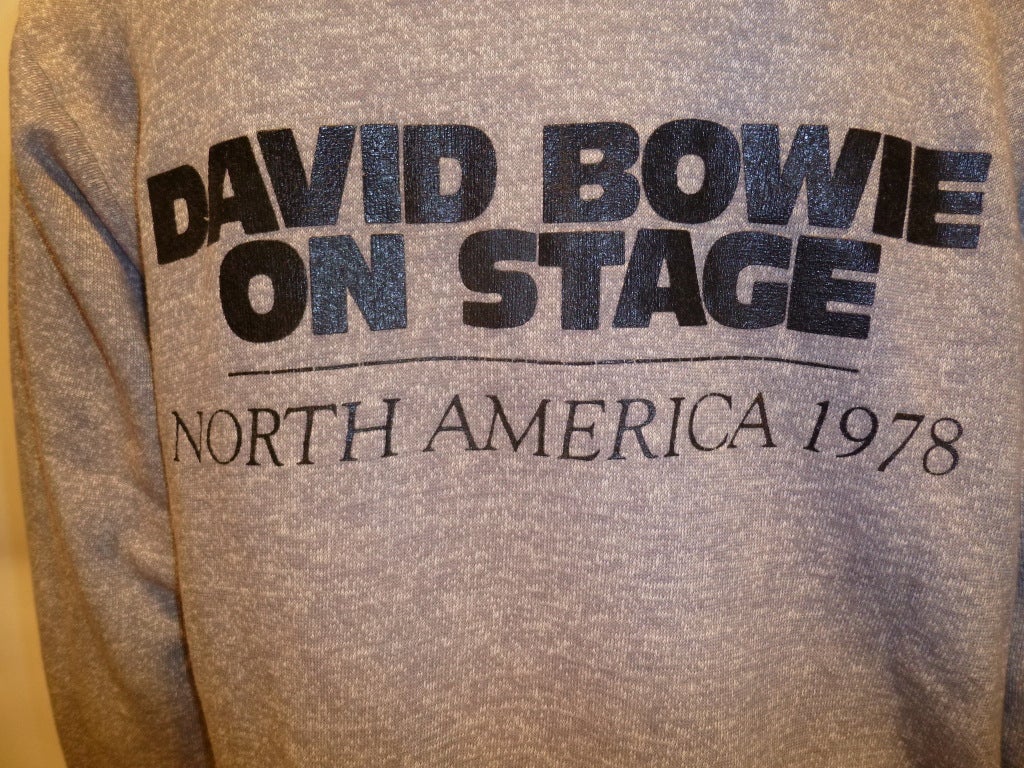 DAVID BOWIE
ON STAGE
NORTH AMERICA 1978